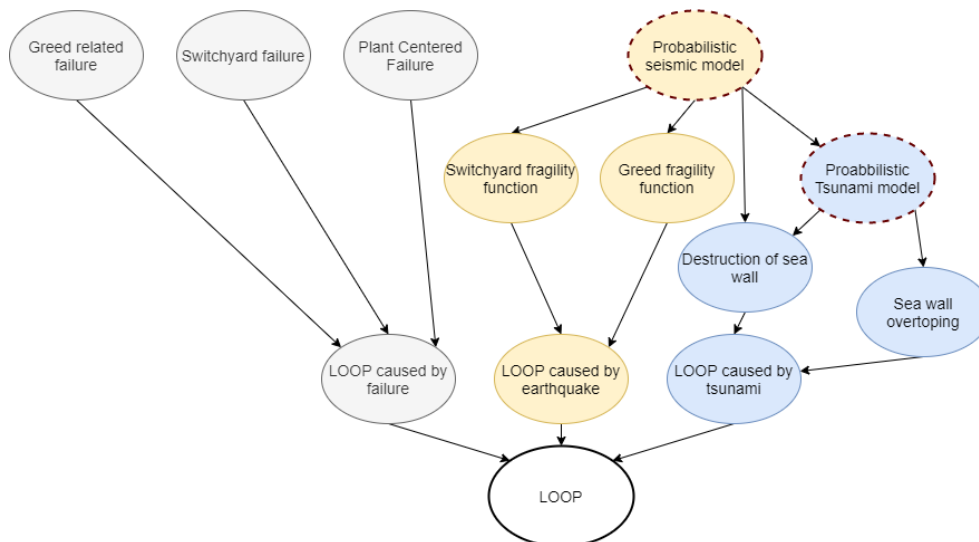 Greed related
failure
Switchyard failure
Plant Centered
Failure
Probabilistic
seismic model
Switchyard fragility
function
Greed fragility
function
Proabbilistic
Tsunami model
Destruction of sea
wall
Sea wall
overtoping
LOOP caused by
failure
LOOP caused by
earthquake
LOOP caused by
tsunami
LOOP